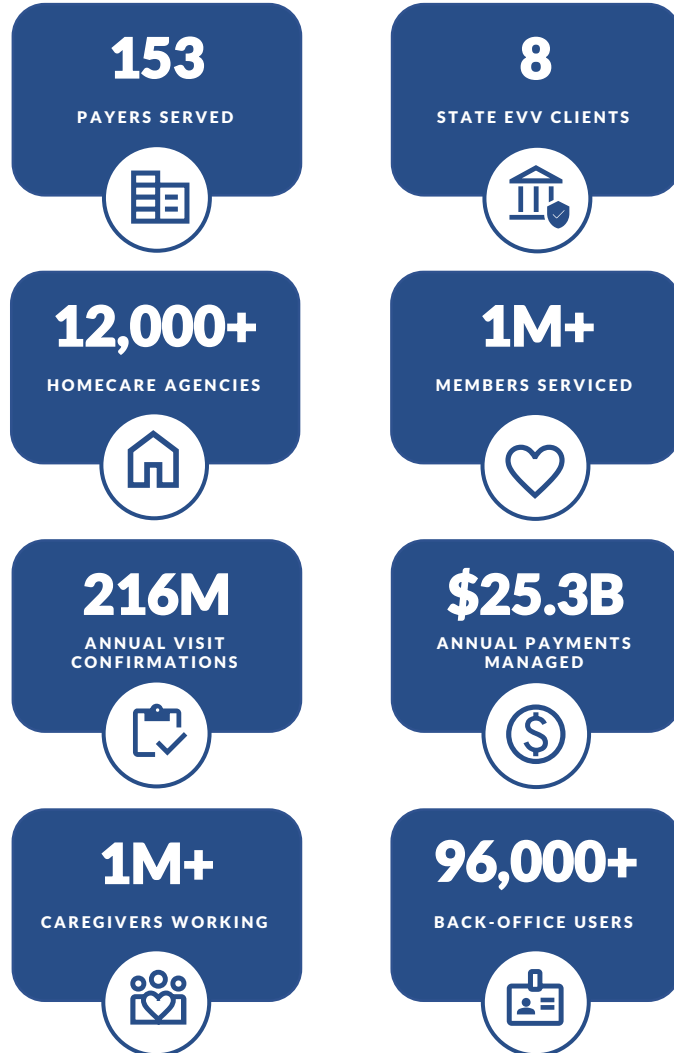 153
PAYERS SERVED
8
STATE EVV CLIENTS
12,000+
HOMECARE AGENCIES
1M+
MEMBERS SERVICED
216M
ANNUAL VISIT
CONFIRMATIONS
$25.3B
ANNUAL PAYMENTS
MANAGED
1M+
CAREGIVERS WORKING
96,000+
BACK-OFFICE USERS